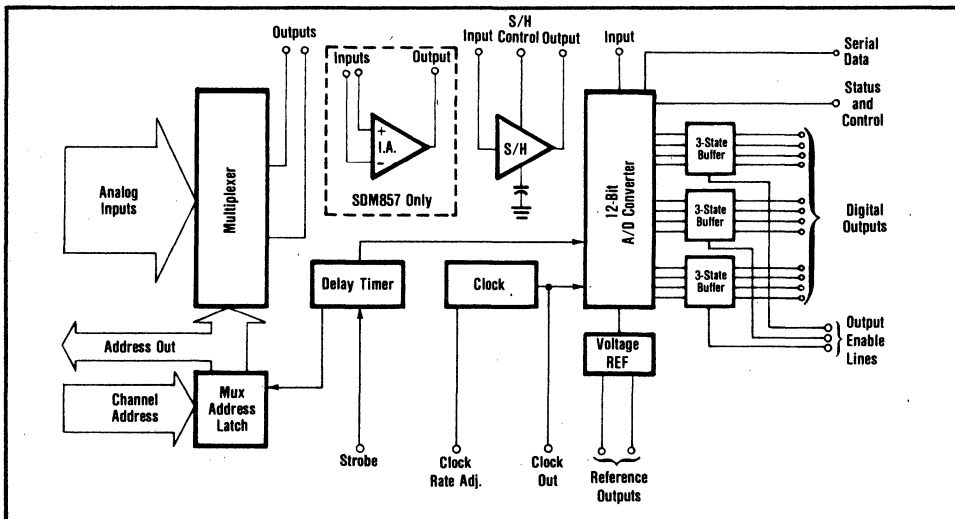 Outputs
Inputs
Output
+
I.A.
−
SDM857 Only
Input
S/H
Control
Output
S/H
Input
Serial
Data
Status
and
Control
Analog
Inputs
Multiplexer
12-Bit
A/D Converter
3-State
Buffer
3-State
Buffer
3-State
Buffer
Digital
Outputs
Delay Timer
Clock
Output
Enable
Lines
Address Out
Voltage
REF
Channel
Address
Mux
Address
Latch
Strobe
Clock
Rate Adj.
Clock
Out
Reference
Outputs